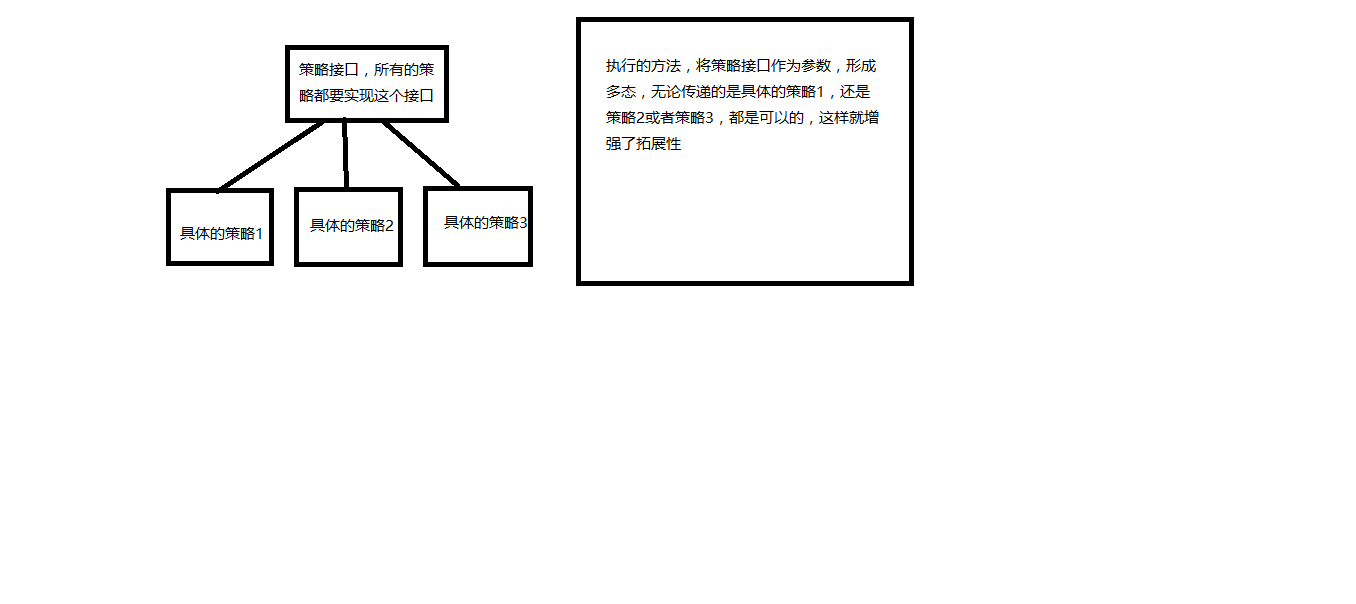 策略接口，所有的策
略都要实现这个接口
具体的策略1
具体的策略2
具体的策略3
执行的方法，将策略接口作为参数，形成
多态，无论传递的是具体的策略1，还是
策略2或者策略3，都是可以的，这样就增
强了拓展性